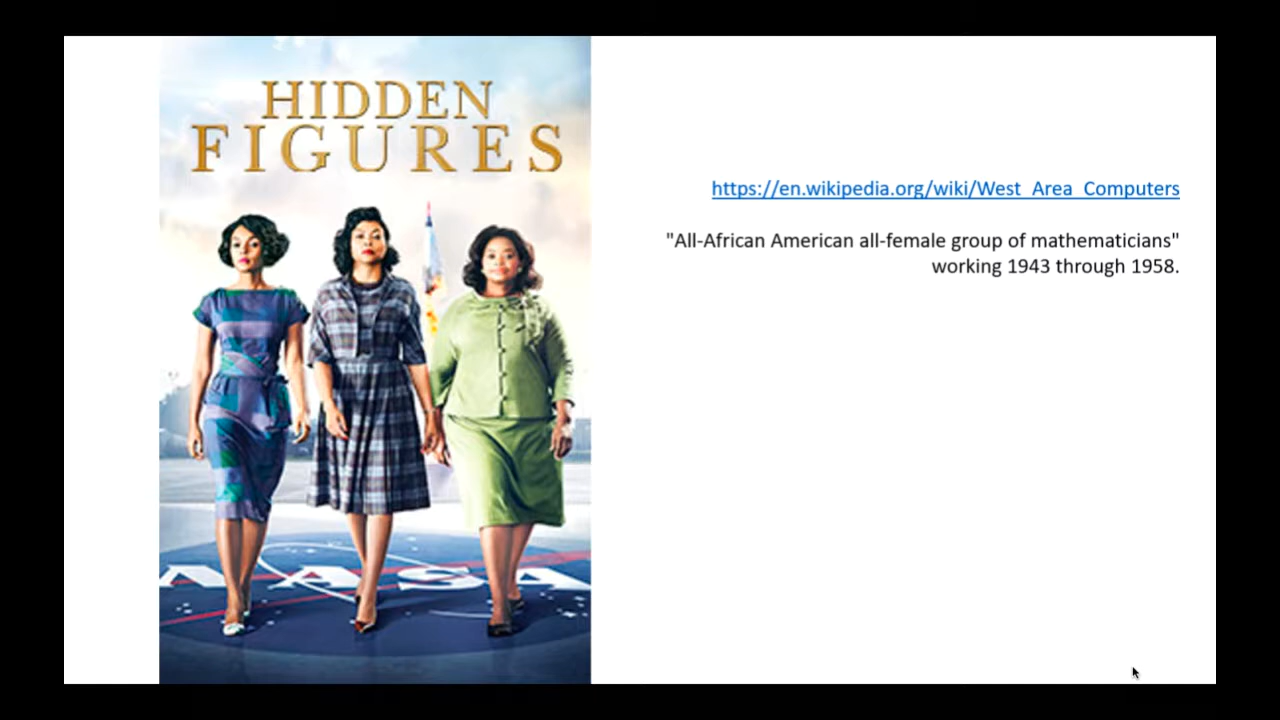 HIDDEN
FIGURES
NASA
https://en.wikipedia.org/wiki/West_Area_Computers
"All-African American all-female group of mathematicians"
working 1943 through 1958.